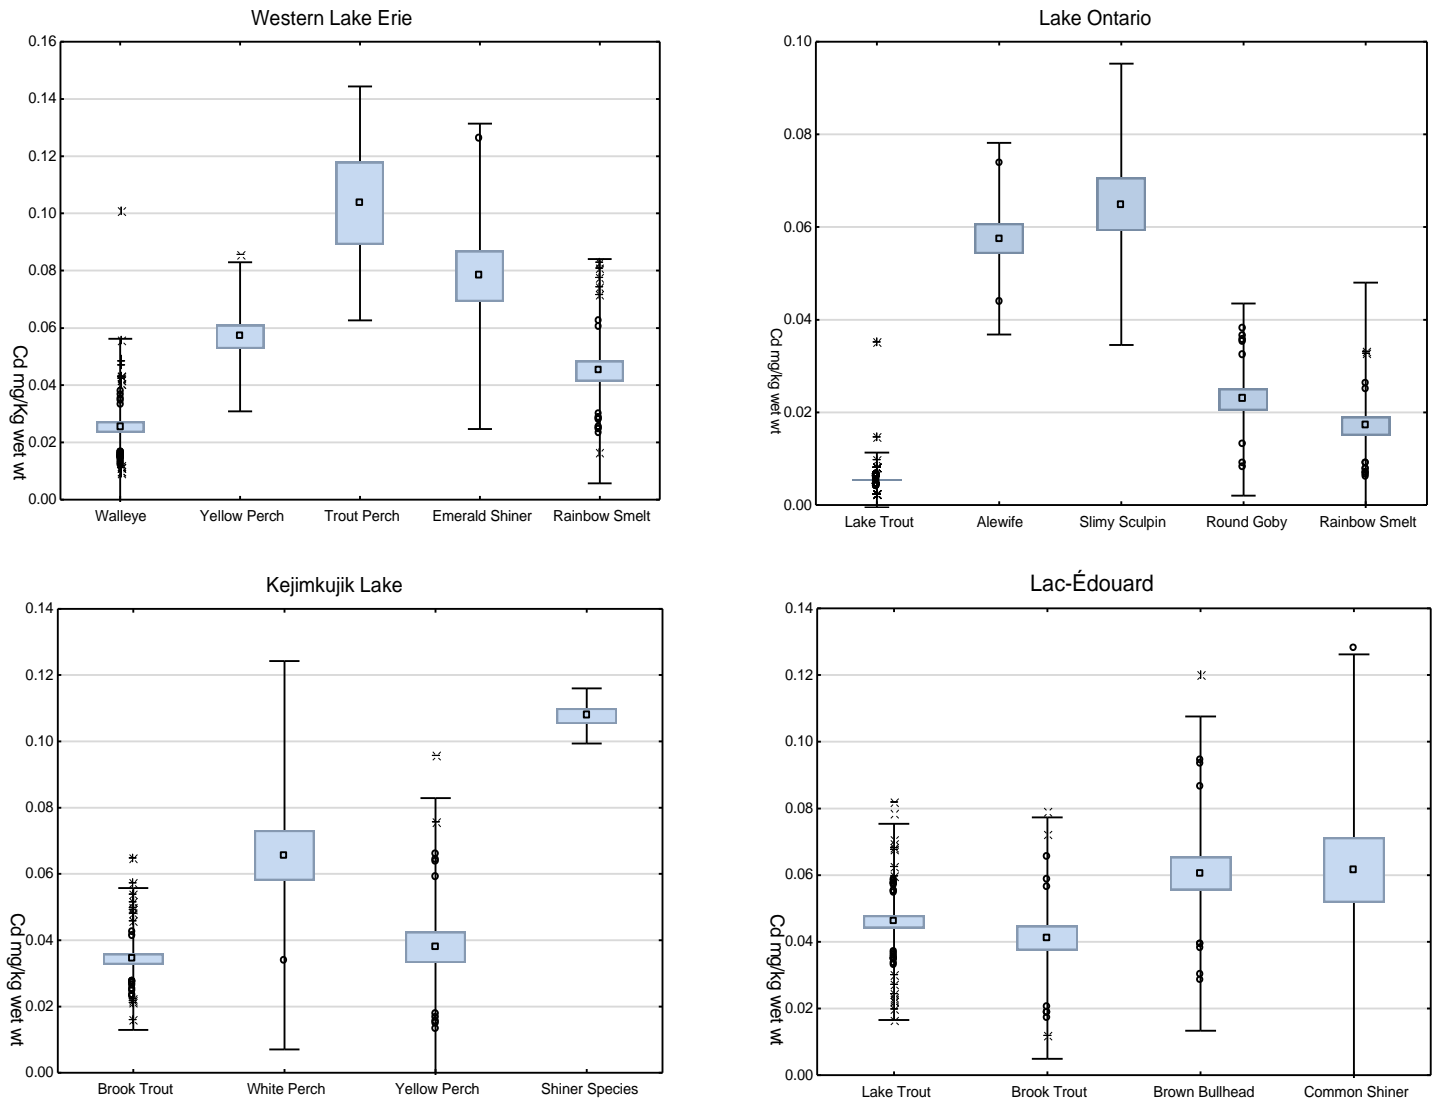 Western Lake Erie
0.16
0.14
0.12
0.10
0.08
0.06
0.04
0.02
0.00
Cd mg/Kg wet wt
Walleye Yellow Perch Trout Perch Emerald Shiner Rainbow Smelt
Lake Ontario
0.10
0.08
0.06
0.04
0.02
0.00
Cd mg/kg wet wt
Lake Trout Alewife Slimy Sculpin Round Goby Rainbow Smelt
Kejimkujik Lake
0.14
0.12
0.10
0.08
0.06
0.04
0.02
0.00
Cd mg/kg wet wt
Brook Trout White Perch Yellow Perch Shiner Species
Lac-Édouard
0.14
0.12
0.10
0.08
0.06
0.04
0.02
0.00
Cd mg/kg wet wt
Lake Trout Brook Trout Brown Bullhead Common Shiner